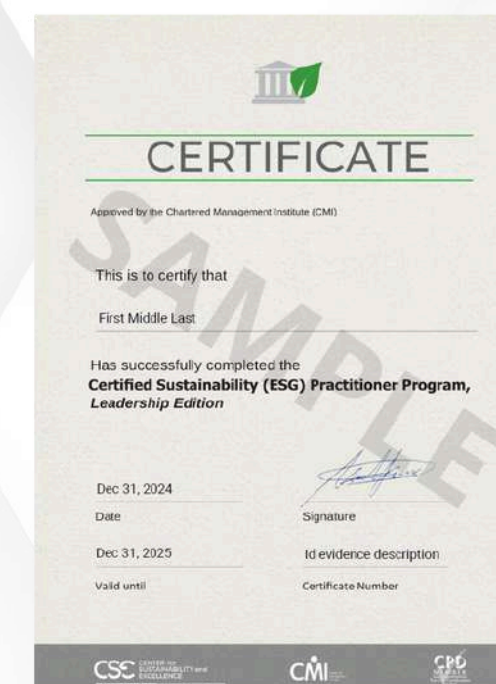 CERTIFICATE
Approved by the Chartered Management Institute (CMI)
This is to certify that
First Middle Last
Has successfully completed the
Certified Sustainability (ESG) Practitioner Program,
Leadership Edition
SAMPLE
Dec 31, 2024
Date
Signature
Dec 31, 2025
Id evidence description
Valid until
Certificate Number
CSE CENTER for SUSTAINABILITY and EXCELLENCE
CMI
CPD
MEMBER